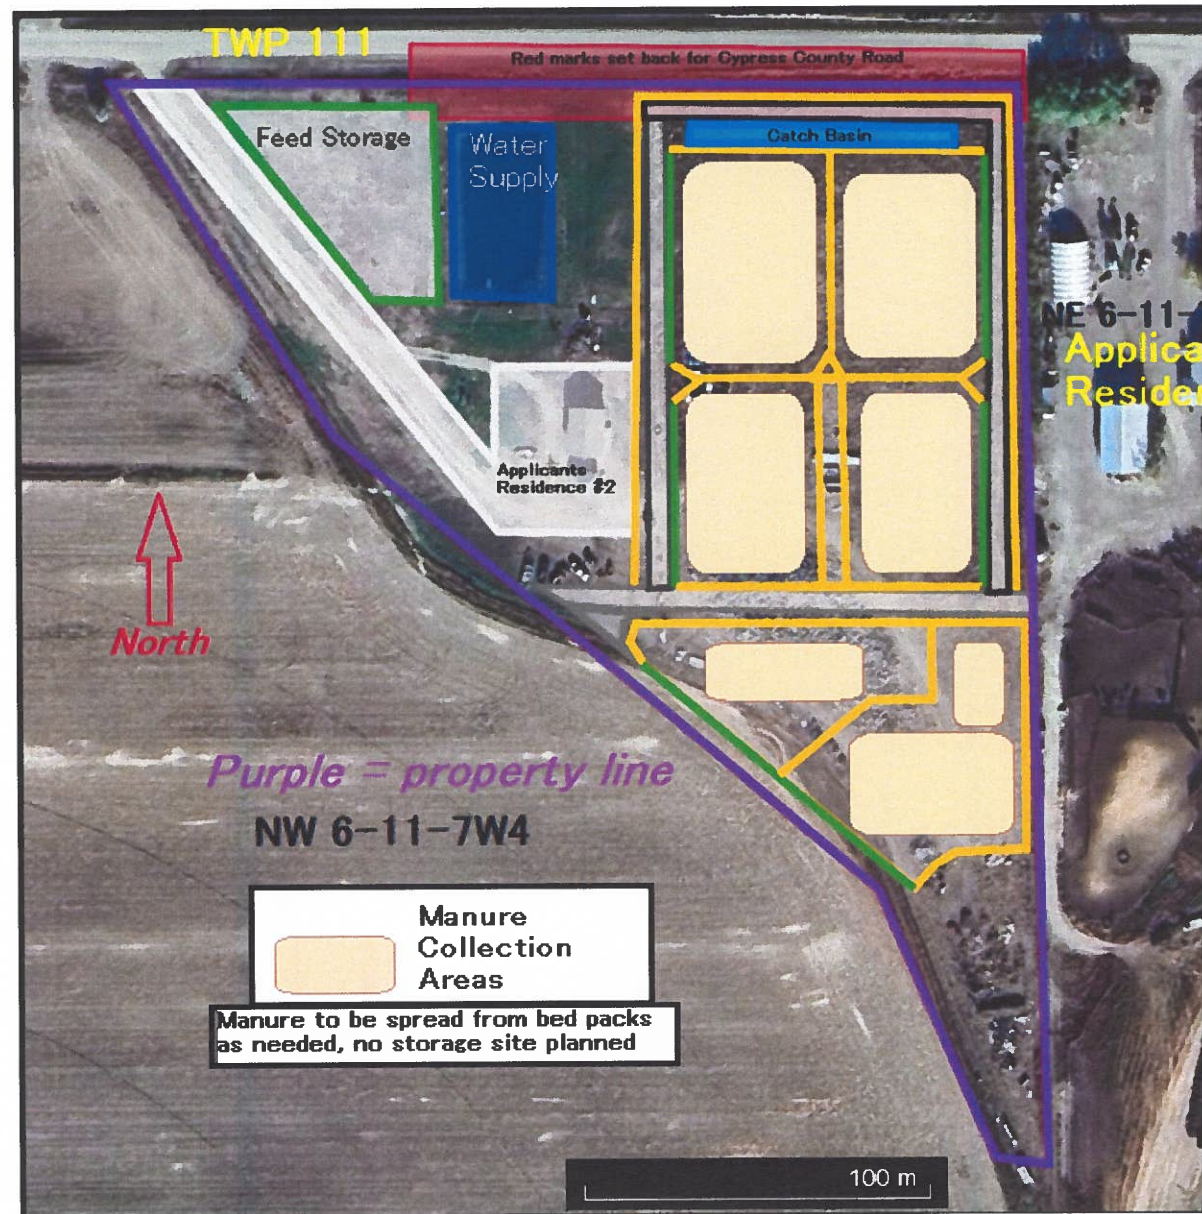 TWP 111
Red marks set back for Cypress County Road
Feed Storage
Water
Supply
Catch Basin
NE 6-11-
Applica
Resider
Applicants
Residence #2
North
Purple = property line
NW 6-11-7W4
Manure
Collection
Areas
Manure to be spread from bed packs
as needed, no storage site planned
100 m